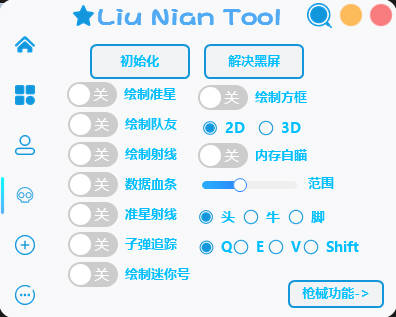 Liu Nian Tool
初始化 解决黑屏
关 绘制准星 关 绘制方框
关 绘制队友 2D 3D
关 绘制射线 关 内存自瞄
关 数据血条 范围
关 准星射线 头 牛 脚
关 子弹追踪 Q E V Shift
关 绘制迷你号
枪械功能->